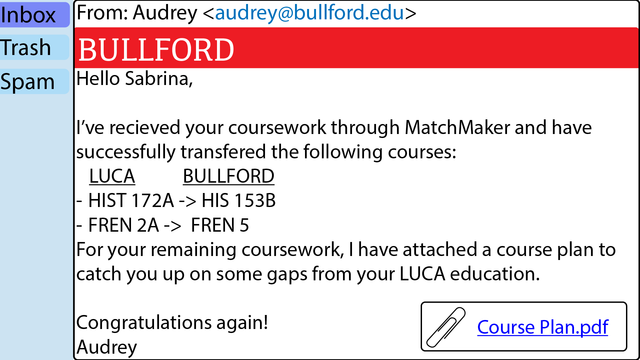 Inbox
Trash
Spam
From: Audrey <audrey@bullford.edu>
BULLFORD
Hello Sabrina,
I've recieved your coursework through MatchMaker and have
successfully transfered the following courses:
LUCA BULLFORD
- HIST 172A -> HIS 153B
- FREN 2A -> FREN 5
For your remaining coursework, I have attached a course plan to
catch you up on some gaps from your LUCA education.
Congratulations again!
Audrey
Course Plan.pdf